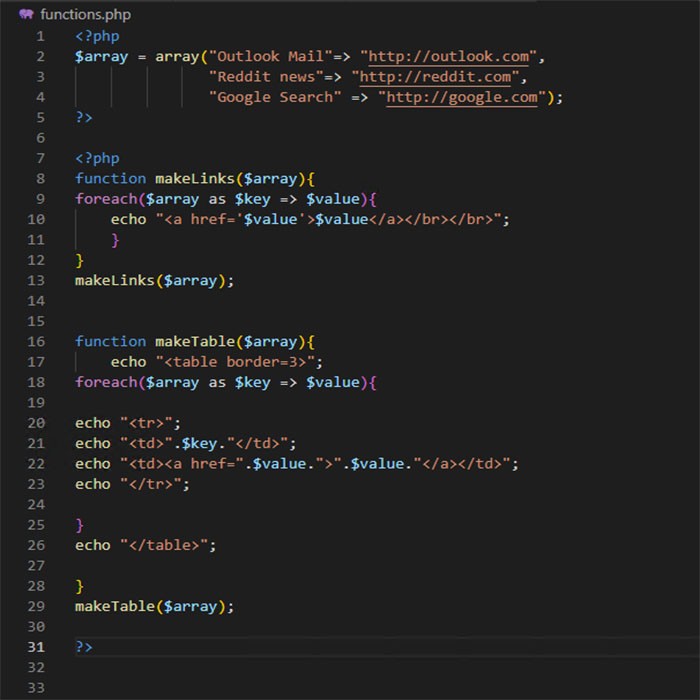 functions.php
1 <?php
2 $array = array("Outlook Mail"=> "http://outlook.com",
3 "Reddit news"=> "http://reddit.com",
4 "Google Search" => "http://google.com");
5 ?>
6
7 <?php
8 function makeLinks($array){
9 foreach($array as $key => $value){
10 echo "<a href='$value'>$value</a></br></br>";
11 }
12 }
13 makeLinks($array);
14
15
16 function makeTable($array){
17 echo "<table border=3>";
18 foreach($array as $key => $value){
19
20 echo "<tr>";
21 echo "<td>".$key."</td>";
22 echo "<td><a href=".$value.">".$value."</a></td>";
23 echo "</tr>";
24
25 }
26 echo "</table>";
27
28 }
29 makeTable($array);
30
31 ?>
32
33